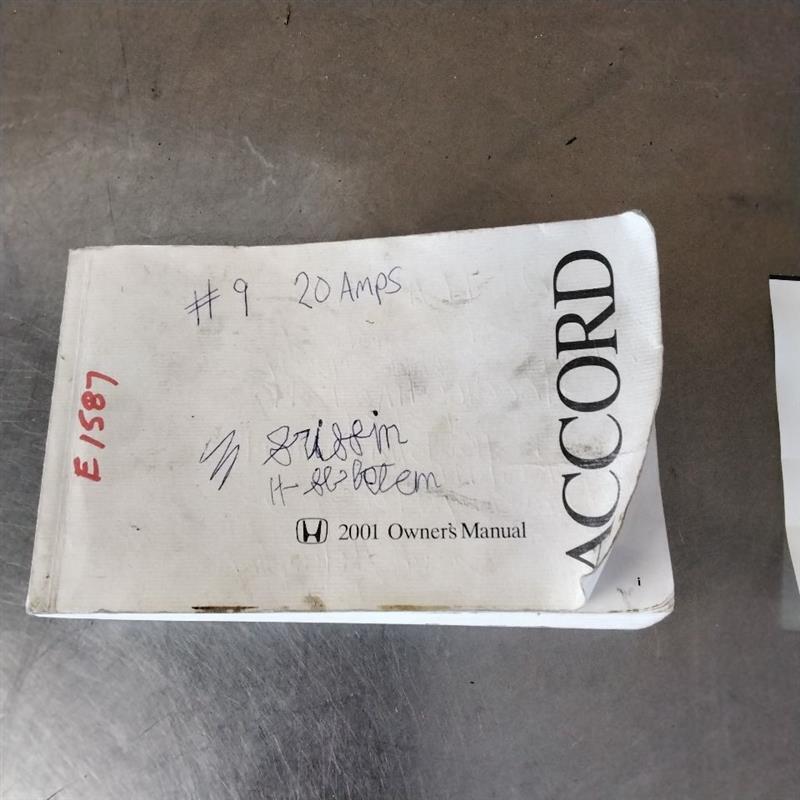 #9 20 AMPS
E1587
2001 Owner's Manual
ACCORD
i